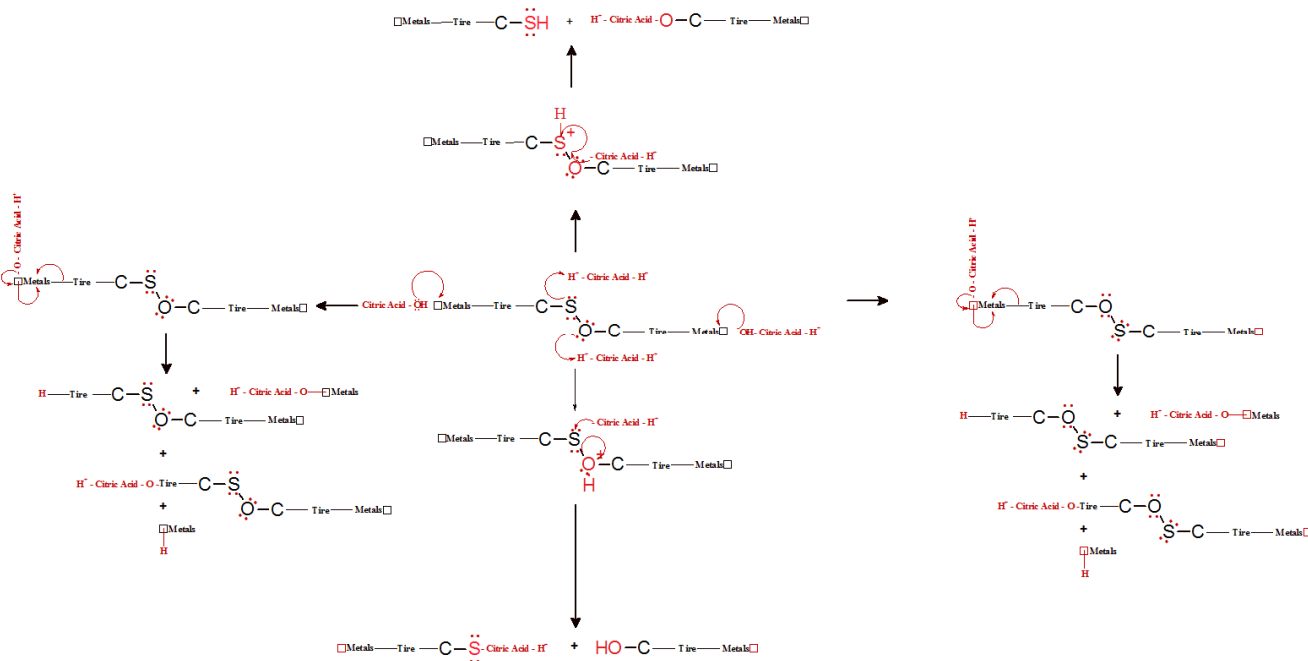 □Metals—Tire —C—SH + H⁺ - Citric Acid - O—C— Tire— Metals□
H
□Metals—Tire —C—S⁺
- Citric Acid - H⁺
O—C— Tire— Metals□
- O - Citric Acid - H⁺
- O - Citric Acid - H⁺
H⁺ - Citric Acid - H⁺
□Metals—Tire —C—S
O—C— Tire— Metals□
Citric Acid - OH
□Metals—Tire —C—S
O—C— Tire— Metals□
OH - Citric Acid - H⁺
H⁺ - Citric Acid - H⁺
□Metals—Tire —C—O
S⁺—C— Tire— Metals□
H—Tire —C—S
O—C— Tire— Metals□
+ H⁺ - Citric Acid - O—□Metals
+
H⁺ - Citric Acid - O -Tire —C—S
O—C— Tire— Metals□
+
□Metals
H
- Citric Acid - H⁺
□Metals—Tire —C—S
O⁺—C— Tire— Metals□
H
H—Tire —C—O
S—C— Tire— Metals□
+ H⁺ - Citric Acid - O—□Metals
+
H⁺ - Citric Acid - O -Tire —C—O
S—C— Tire— Metals□
+
□Metals
H
□Metals—Tire —C—S- Citric Acid - H⁺ + HO—C— Tire— Metals□